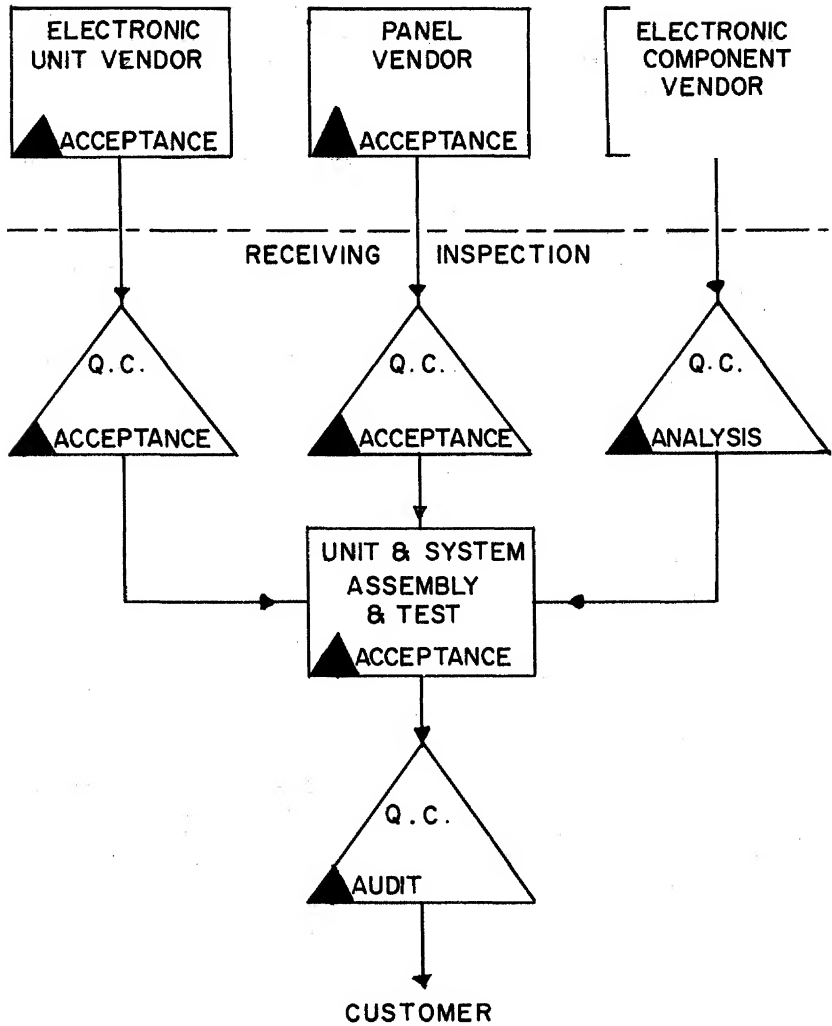 ELECTRONIC
UNIT VENDOR
ACCEPTANCE
PANEL
VENDOR
ACCEPTANCE
ELECTRONIC
COMPONENT
VENDOR
RECEIVING INSPECTION
Q.C.
ACCEPTANCE
Q.C.
ACCEPTANCE
Q.C.
ANALYSIS
UNIT & SYSTEM
ASSEMBLY
& TEST
ACCEPTANCE
Q.C.
AUDIT
CUSTOMER